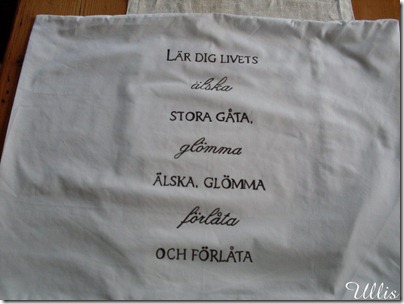 LÄR DIG LIVETS
älska
STORA GÅTA,
glömma
ÄLSKA, GLÖMMA
förlåta
OCH FÖRLÅTA
Ullis